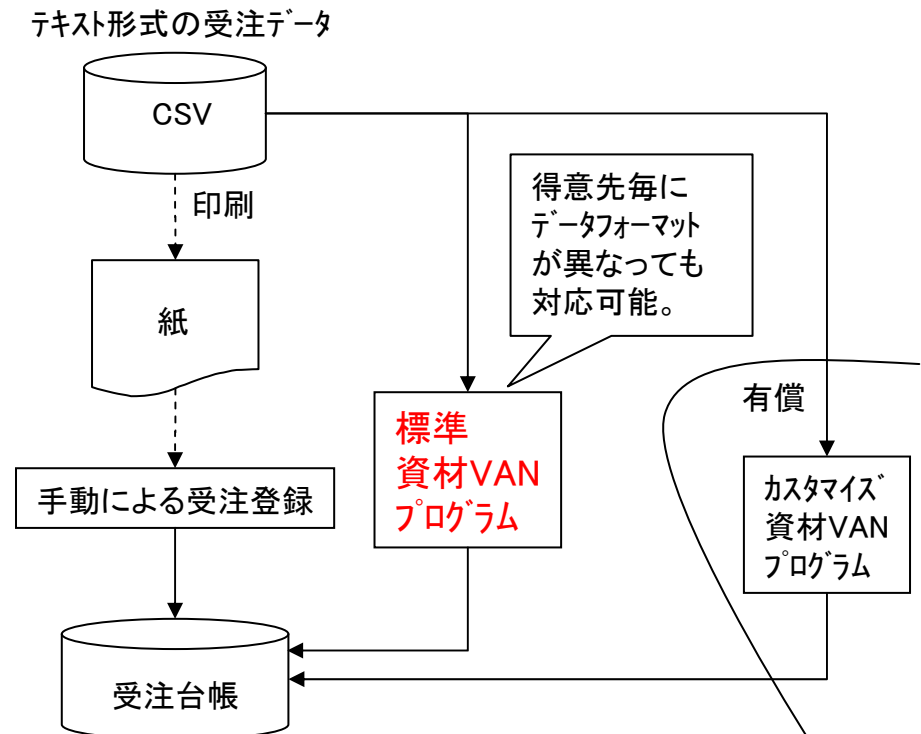 ﾃｷｽﾄ形式の受注ﾃﾞｰﾀ
CSV
印刷
得意先毎に
ﾃﾞｰﾀﾌｫｰﾏｯﾄ
が異なっても
対応可能。
紙
有償
標準
資材VAN
ﾌﾟﾛｸﾞﾗﾑ
手動による受注登録
ｶｽﾀﾏｲｽﾞ
資材VAN
ﾌﾟﾛｸﾞﾗﾑ
受注台帳